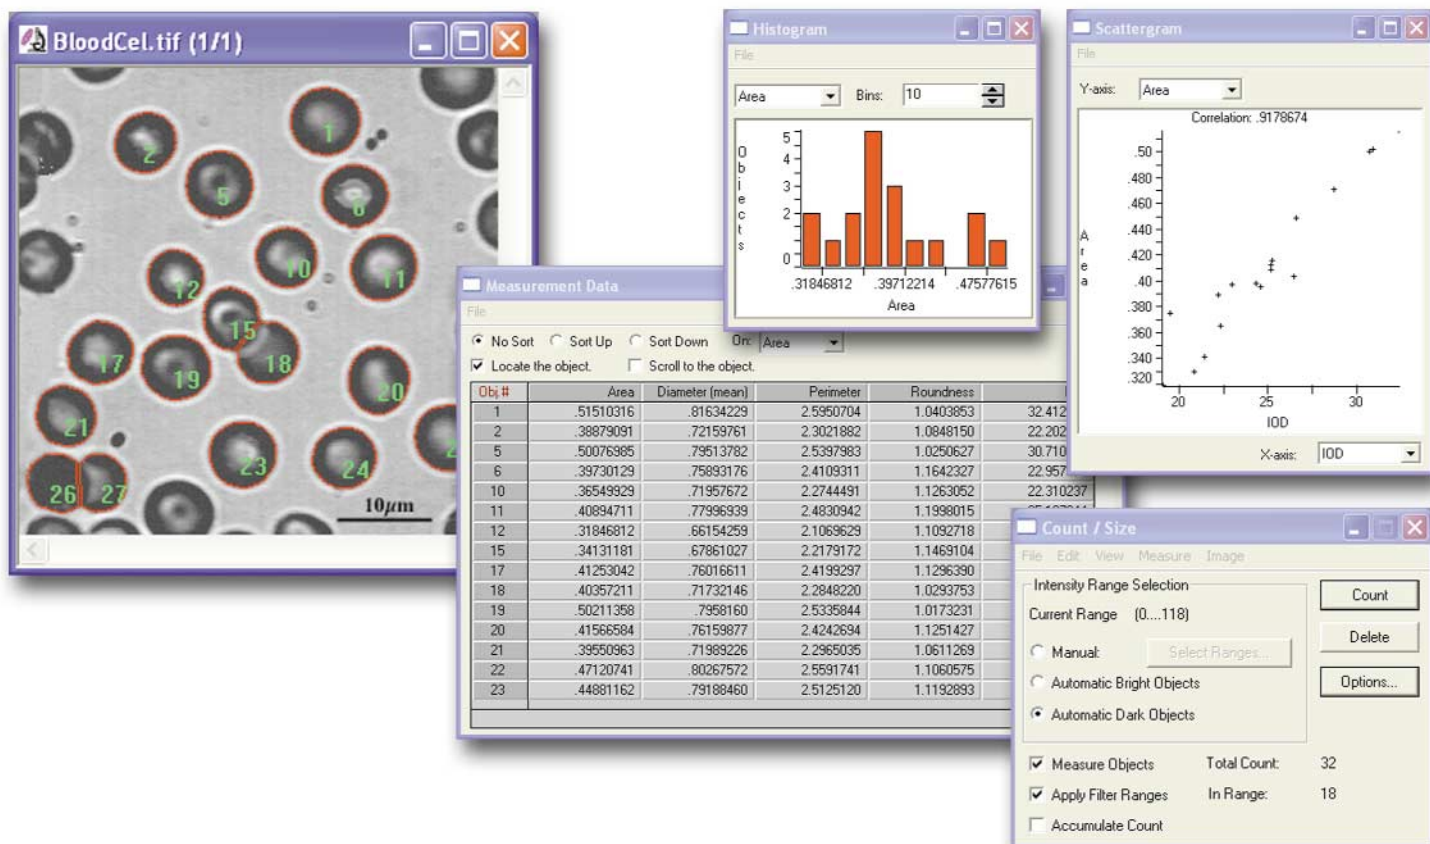 BloodCel.tif (1/1)
1
2
5
6
10
11
12
15
17
18
19
20
21
23
24
26
27
10µm
Histogram
File
Area
Bins:
10
Objects
5
4
3
2
0
.31846812
.39712214
.47577615
Area
Scattergram
File
Y-axis:
Area
Correlation: .9178674
Area
.50
.480
.460
.420
.40
.360
.340
.320
20
25
30
IOD
X-axis:
IOD
Measurement Data
File
No Sort Sort Up Sort Down On: Area
Locate the object. Scroll to the object.
Obj.# Area Diameter (mean) Perimeter Roundness
1 .51510316 .81634229 2.5950704 1.0403853 32.412
2 .38879091 .72159761 2.3021882 1.0848150 22.202
5 .50076985 .79513782 2.5397983 1.0250627 30.710
6 .39730129 .75893176 2.4109311 1.1642327 22.957
10 .36549929 .71957672 2.2744491 1.1263052 22.310237
11 .40894711 .77996939 2.4830942 1.1998015
12 .31846812 .66154259 2.1069629 1.1092718
15 .34131181 .67861027 2.2179172 1.1469104
17 .41253042 .76016611 2.4199297 1.1296390
18 .40357211 .71732146 2.2848220 1.0293753
19 .50211358 .7958160 2.5335844 1.0173231
20 .41566584 .76159877 2.4242694 1.1251427
21 .39550963 .71989226 2.2965035 1.0611269
22 .47120741 .80267572 2.5591741 1.1060575
23 .44881162 .79188460 2.5125120 1.1192893
Count / Size
File Edit View Measure Image
Intensity Range Selection
Current Range (0....118)
Manual: Select Ranges...
Automatic Bright Objects
Automatic Dark Objects
Count
Delete
Options...
Measure Objects Total Count: 32
Apply Filter Ranges In Range: 18
Accumulate Count